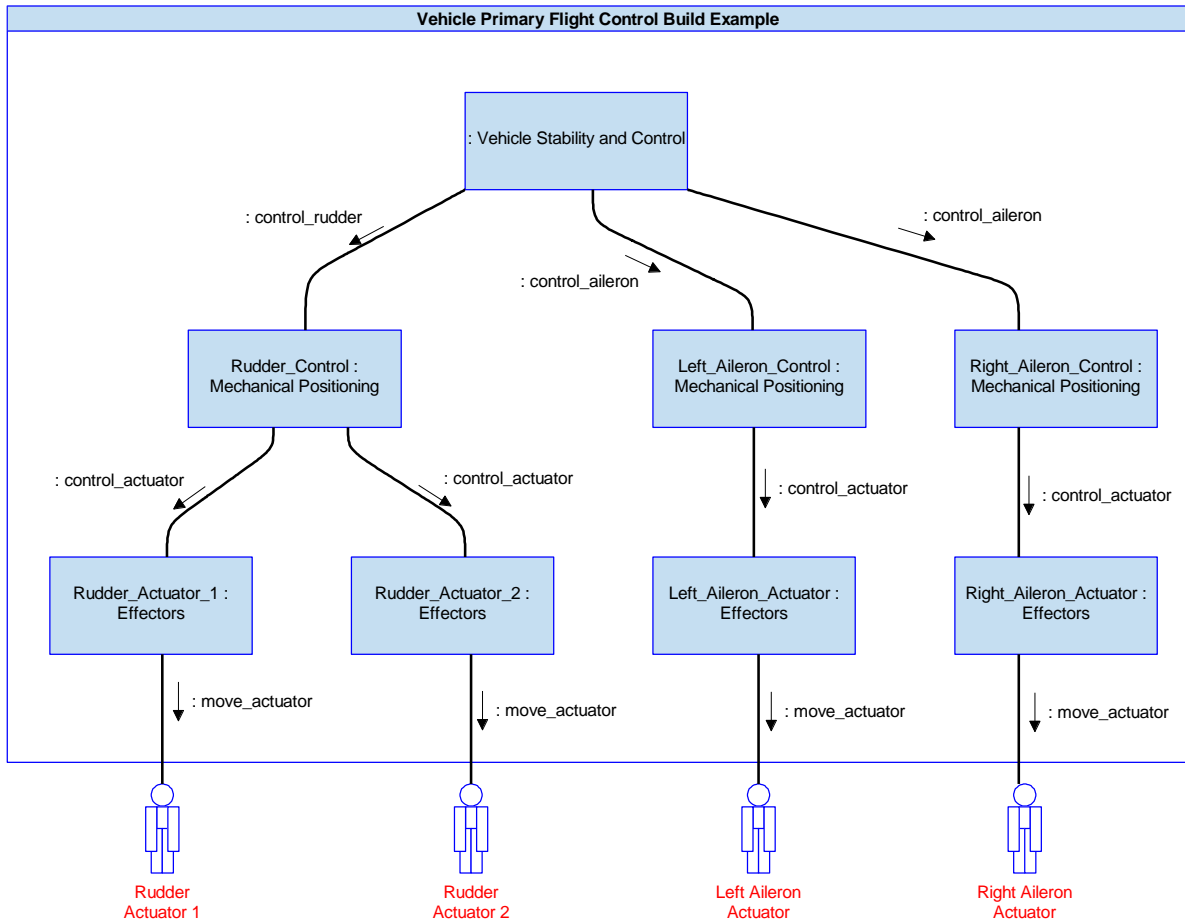 Vehicle Primary Flight Control Build Example
: Vehicle Stability and Control
: control_rudder
: control_aileron
: control_aileron
Rudder_Control :
Mechanical Positioning
Left_Aileron_Control :
Mechanical Positioning
Right_Aileron_Control :
Mechanical Positioning
: control_actuator
: control_actuator
: control_actuator
: control_actuator
Rudder_Actuator_1 :
Effectors
Rudder_Actuator_2 :
Effectors
Left_Aileron_Actuator :
Effectors
Right_Aileron_Actuator :
Effectors
: move_actuator
: move_actuator
: move_actuator
: move_actuator
Rudder
Actuator 1
Rudder
Actuator 2
Left Aileron
Actuator
Right Aileron
Actuator